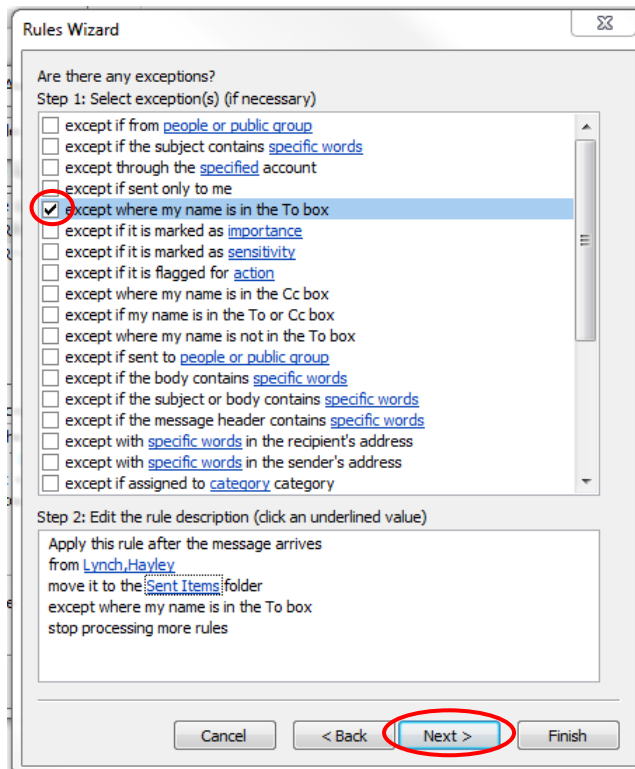 Rules Wizard
Are there any exceptions?
Step 1: Select exception(s) (if necessary)
except if from people or public group
except if the subject contains specific words
except through the specified account
except if sent only to me
except where my name is in the To box
except if it is marked as importance
except if it is marked as sensitivity
except if it is flagged for action
except where my name is in the Cc box
except if my name is in the To or Cc box
except where my name is not in the To box
except if sent to people or public group
except if the body contains specific words
except if the subject or body contains specific words
except if the message header contains specific words
except with specific words in the recipient's address
except with specific words in the sender's address
except if assigned to category category
Step 2: Edit the rule description (click an underlined value)
Apply this rule after the message arrives
from Lynch,Hayley
move it to the Sent Items folder
except where my name is in the To box
stop processing more rules
Cancel < Back Next > Finish